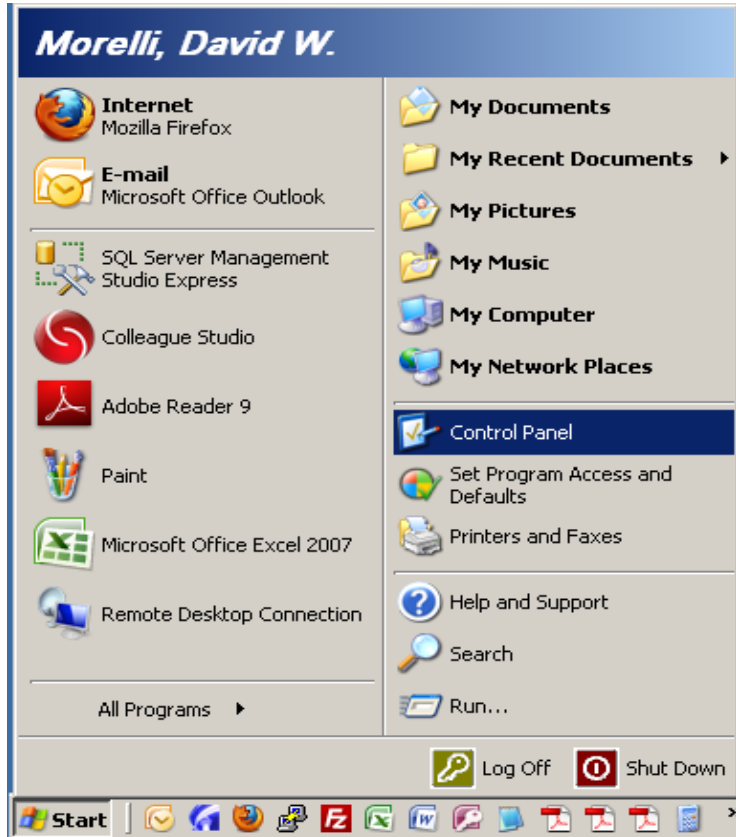 Morelli, David W.
Internet
Mozilla Firefox
E-mail
Microsoft Office Outlook
SQL Server Management
Studio Express
Colleague Studio
Adobe Reader 9
Paint
Microsoft Office Excel 2007
Remote Desktop Connection
All Programs
My Documents
My Recent Documents
My Pictures
My Music
My Computer
My Network Places
Control Panel
Set Program Access and
Defaults
Printers and Faxes
Help and Support
Search
Run...
Log Off
Shut Down
Start